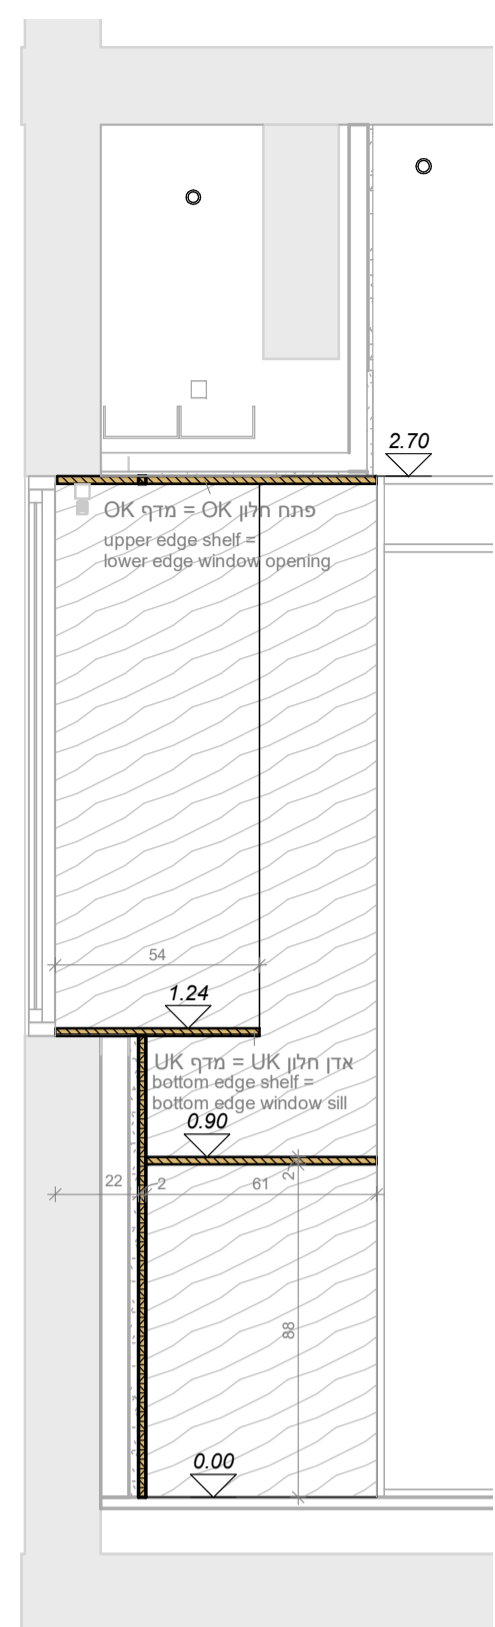 2.70
פתח חלון OK = מדף OK
upper edge shelf =
lower edge window opening
54
1.24
אדן חלון UK = מדף UK
bottom edge shelf =
bottom edge window sill
0.90
22
2
61
2
88
0.00